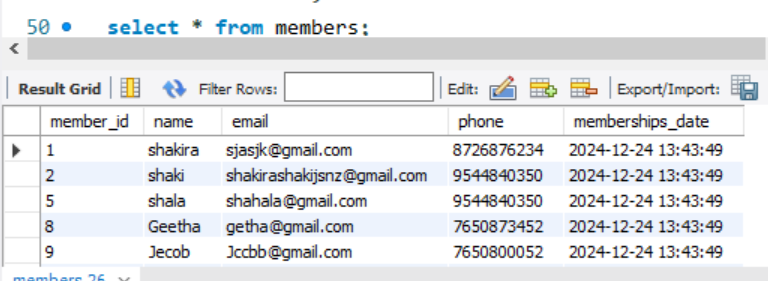 50 select * from members;
Result Grid Filter Rows: Edit: Export/Import:
member_id name email phone memberships_date
1 shakira sjasjk@gmail.com 8726876234 2024-12-24 13:43:49
2 shaki shakirashakijsnz@gmail.com 9544840350 2024-12-24 13:43:49
5 shala shahala@gmail.com 9544840350 2024-12-24 13:43:49
8 Geetha getha@gmail.com 7650873452 2024-12-24 13:43:49
9 Jecob Jccbb@gmail.com 7650800052 2024-12-24 13:43:49
members 26